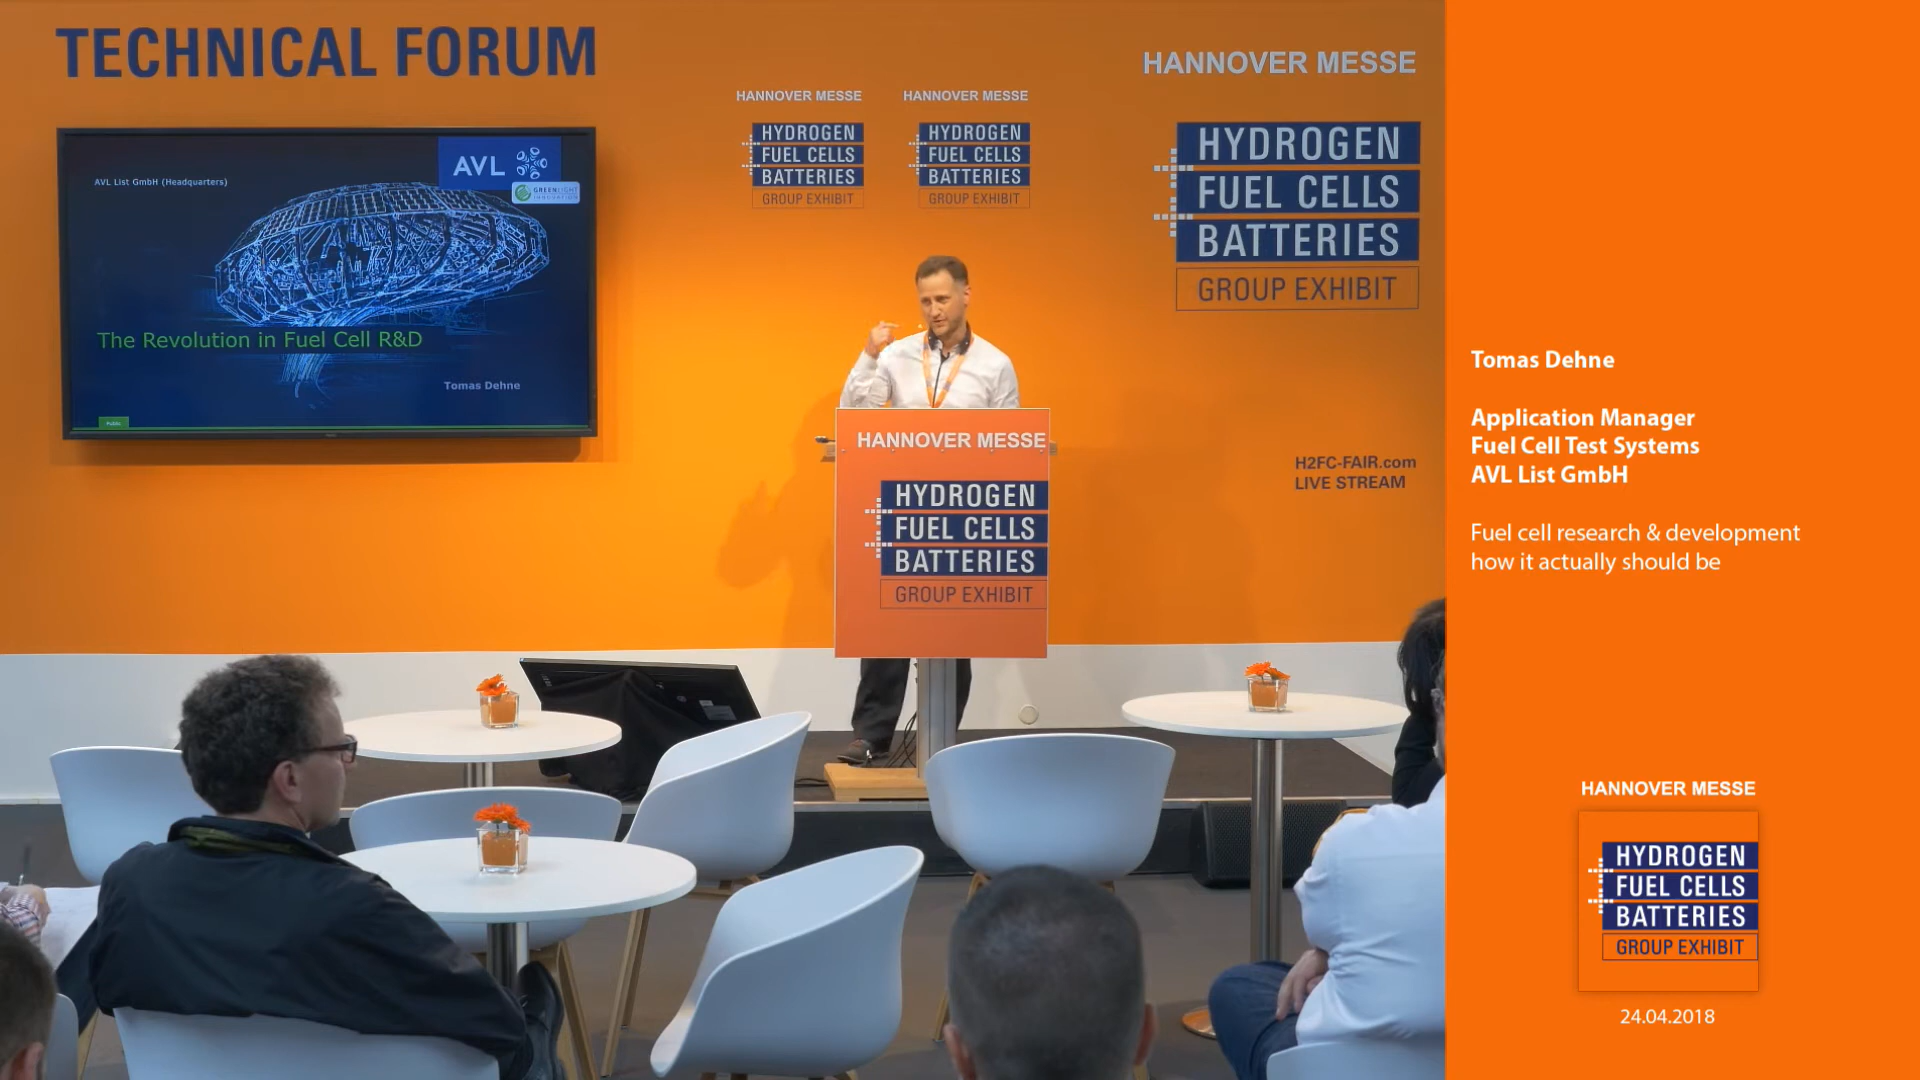 TECHNICAL FORUM
AVL List GmbH (Headquarters)
AVL
GREENLIGHT
INNOVATION
The Revolution in Fuel Cell R&D
Tomas Dehne
Public
HANNOVER MESSE
HYDROGEN
FUEL CELLS
BATTERIES
GROUP EXHIBIT
HANNOVER MESSE
HYDROGEN
FUEL CELLS
BATTERIES
GROUP EXHIBIT
HANNOVER MESSE
HYDROGEN
FUEL CELLS
BATTERIES
GROUP EXHIBIT
H2FC-FAIR.com
LIVE STREAM
HANNOVER MESSE
HYDROGEN
FUEL CELLS
BATTERIES
GROUP EXHIBIT
Tomas Dehne
Application Manager
Fuel Cell Test Systems
AVL List GmbH
Fuel cell research & development
how it actually should be
HANNOVER MESSE
HYDROGEN
FUEL CELLS
BATTERIES
GROUP EXHIBIT
24.04.2018